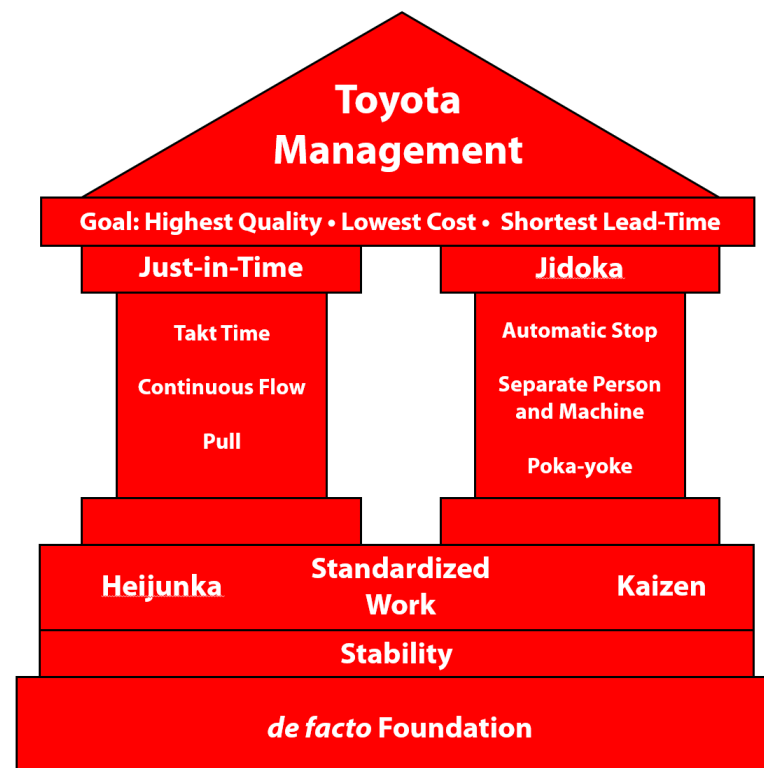 Toyota
Management
Goal: Highest Quality • Lowest Cost • Shortest Lead-Time
Just-in-Time
Jidoka
Takt Time
Continuous Flow
Pull
Automatic Stop
Separate Person
and Machine
Poka-yoke
Heijunka
Standardized
Work
Kaizen
Stability
de facto Foundation